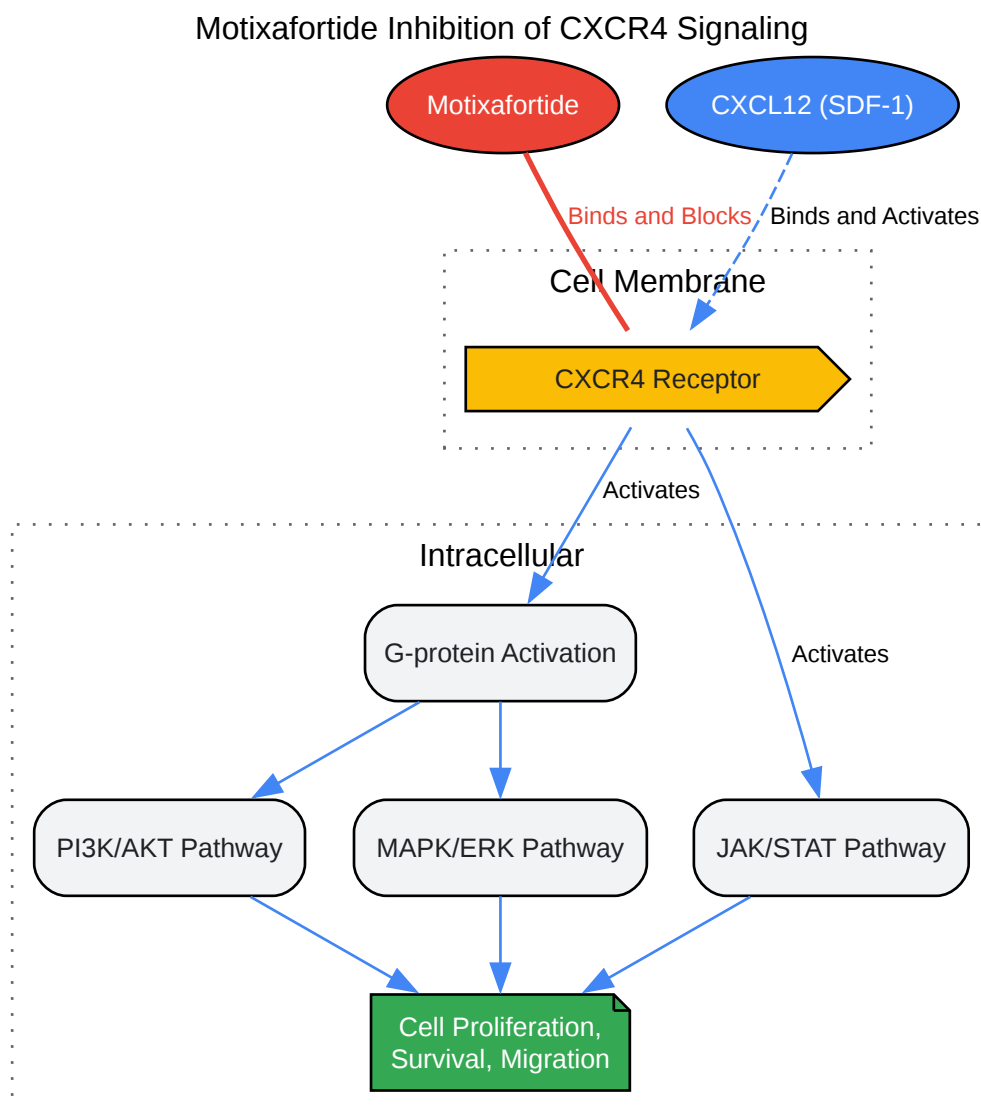 Motixafortide Inhibition of CXCR4 Signaling
Motixafortide
CXCL12 (SDF-1)
Binds and Blocks
Binds and Activates
Cell Membrane
CXCR4 Receptor
Activates
Intracellular
G-protein Activation
Activates
PI3K/AKT Pathway
MAPK/ERK Pathway
JAK/STAT Pathway
Cell Proliferation,
Survival, Migration